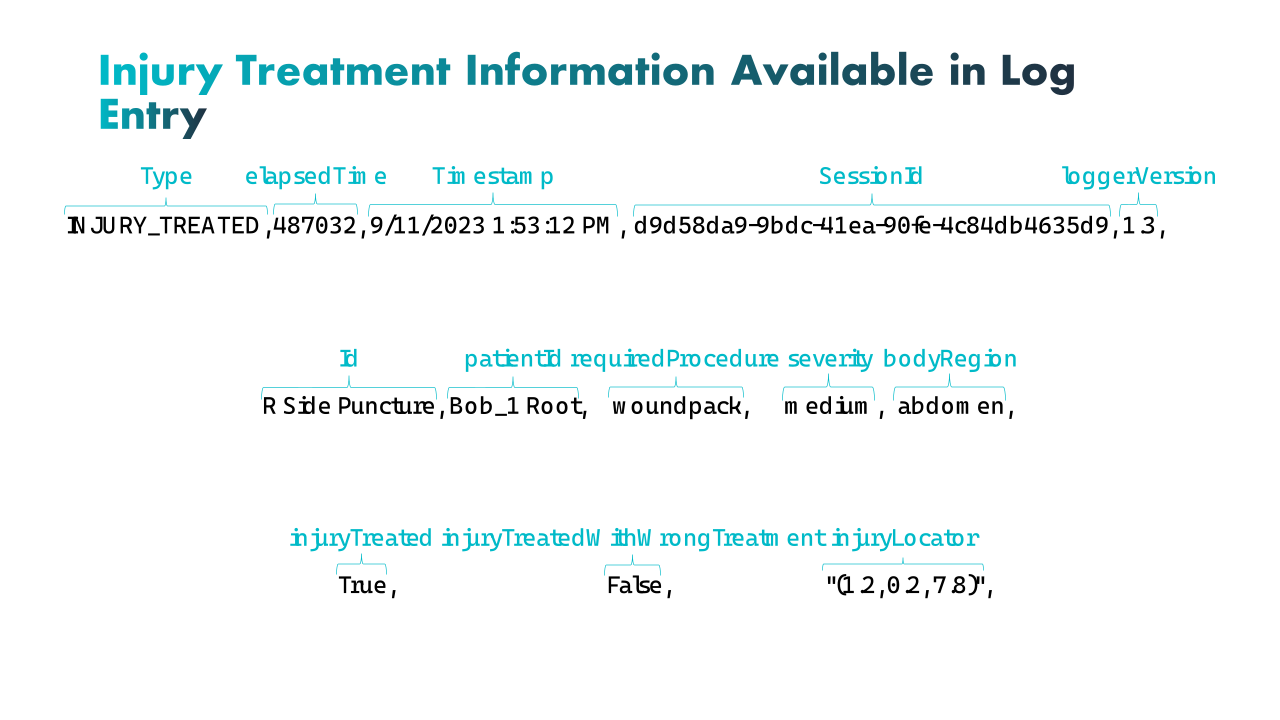 Injury Treatment Information Available in Log
Entry
Type elapsedTime Timestamp SessionId loggerVersion
INJURY_TREATED,487032,9/11/2023 1:53:12 PM, d9d58da9-9bdc-41ea-90fe-4c84db4635d9,1.3,
Id patientId requiredProcedure severity bodyRegion
R Side Puncture,Bob_1 Root, woundpack, medium, abdomen,
injuryTreated injuryTreatedWithWrongTreatment injuryLocator
True, False, "(1.2,0.2,7.8)",